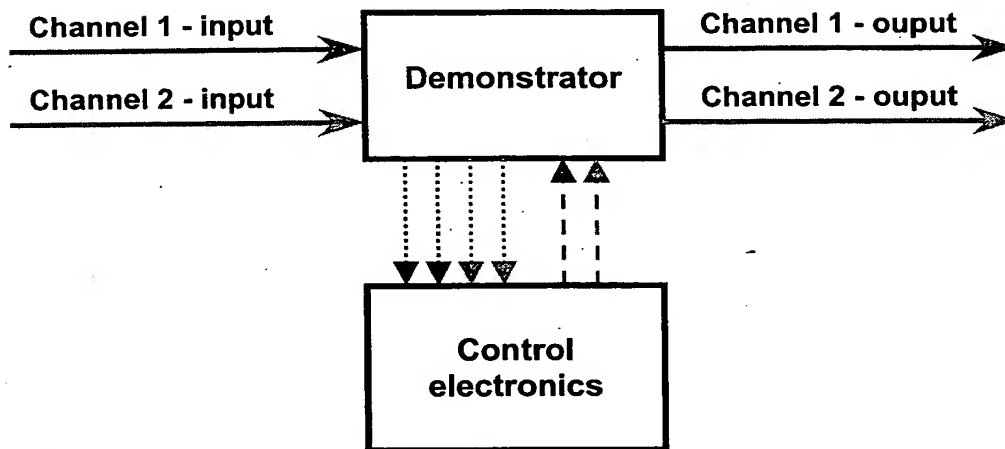 Channel 1 - input
Channel 1 - ouput
Demonstrator
Channel 2 - input
Channel 2 - ouput
Control
electronics